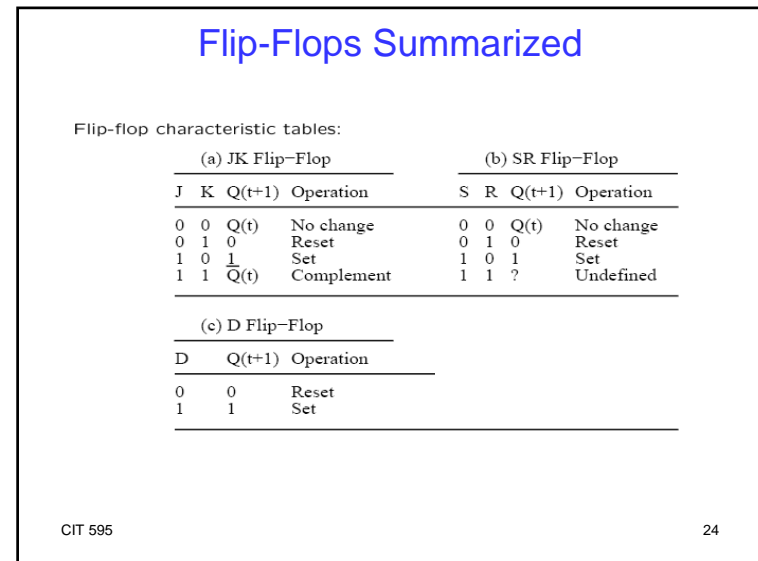 Flip-Flops Summarized
Flip-flop characteristic tables:
(a) JK Flip−Flop
J K Q(t+1) Operation
0 0 Q(t) No change
0 1 0 Reset
1 0 1 Set
1 1 Q̅(t) Complement
(b) SR Flip−Flop
S R Q(t+1) Operation
0 0 Q(t) No change
0 1 0 Reset
1 0 1 Set
1 1 ? Undefined
(c) D Flip−Flop
D Q(t+1) Operation
0 0 Reset
1 1 Set
CIT 595
24